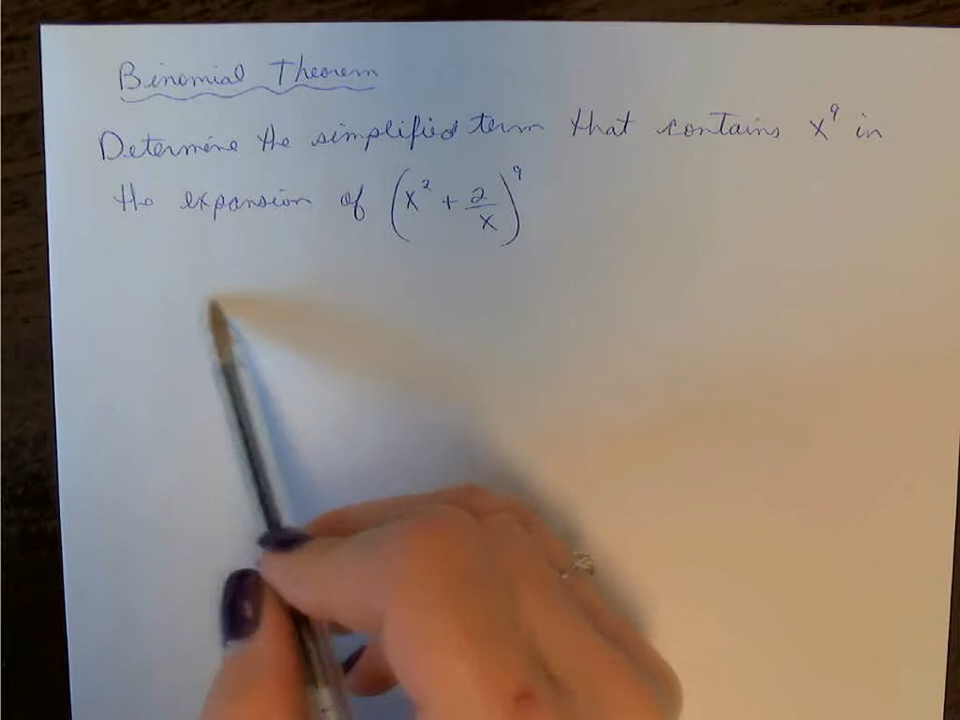 Binomial Theorem
Determine the simplified term that contains x⁹ in
the expansion of (x² + 2/x)⁹